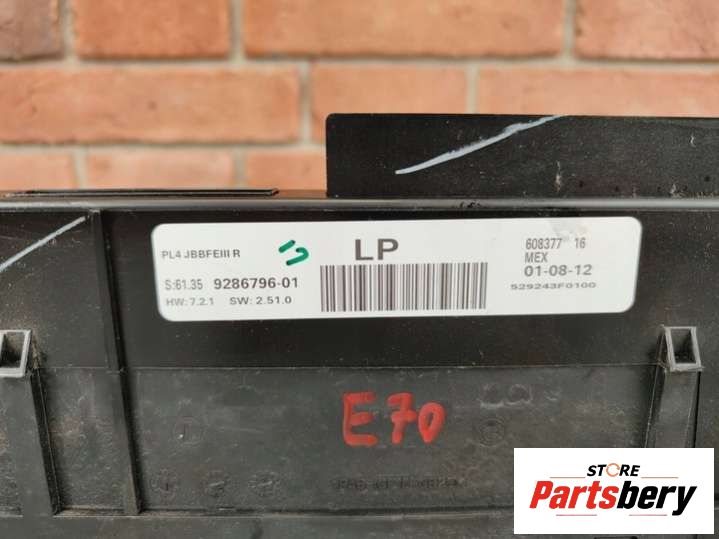 PL4 JBBFEIII R
LP
608377 16
MEX
S:61.35 9286796-01
01-08-12
HW: 7.2.1 SW: 2.51.0
529243F0100
E70
STORE
Partsbery